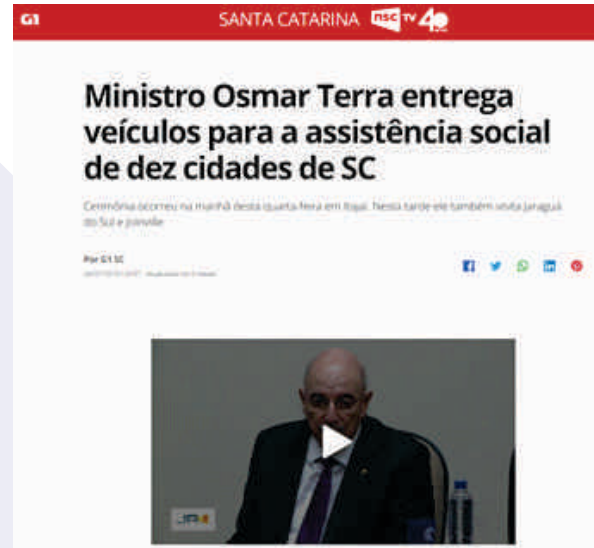 G1
SANTA CATARINA nsc TV 40
Ministro Osmar Terra entrega
veículos para a assistência social
de dez cidades de SC
Cerimônia ocorreu na manhã desta quarta-feira em Itajaí. Nesta tarde ele também visita Jaraguá
do Sul e Joinville
Por G1 SC